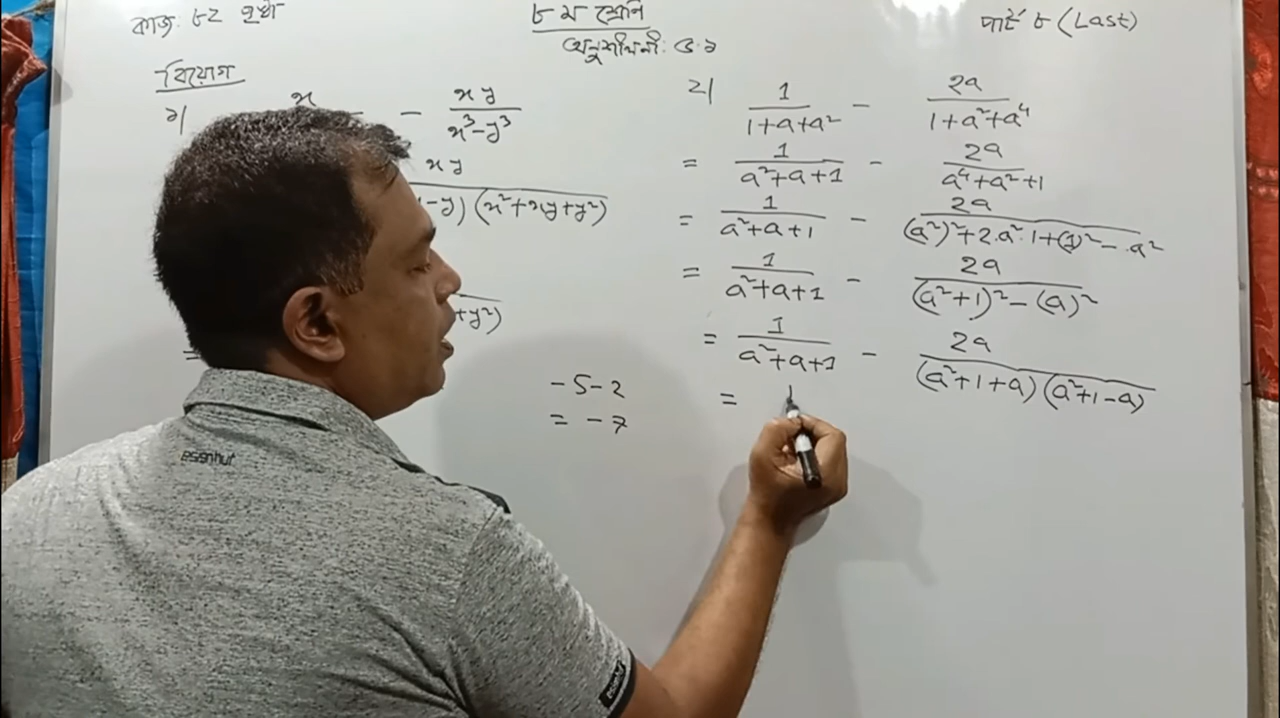 কাজ. ৮২ পৃষ্ঠা
৮ম শ্রেণি
অনুশীলনী: ৫.১
পার্ট ৮ (Last)
বিয়োগ
১| x - xy/(x³-y³)
xy
-y) (x²+xy+y²)
+y²)
=
-5-2
= -7
২| 1/(1+a+a²) - 2a/(1+a²+a⁴)
= 1/(a²+a+1) - 2a/(a⁴+a²+1)
= 1/(a²+a+1) - 2a/((a²)²+2.a².1+(1)²-a²)
= 1/(a²+a+1) - 2a/((a²+1)²-(a)²)
= 1/(a²+a+1) - 2a/((a²+1+a)(a²+1-a))
=
esenhut